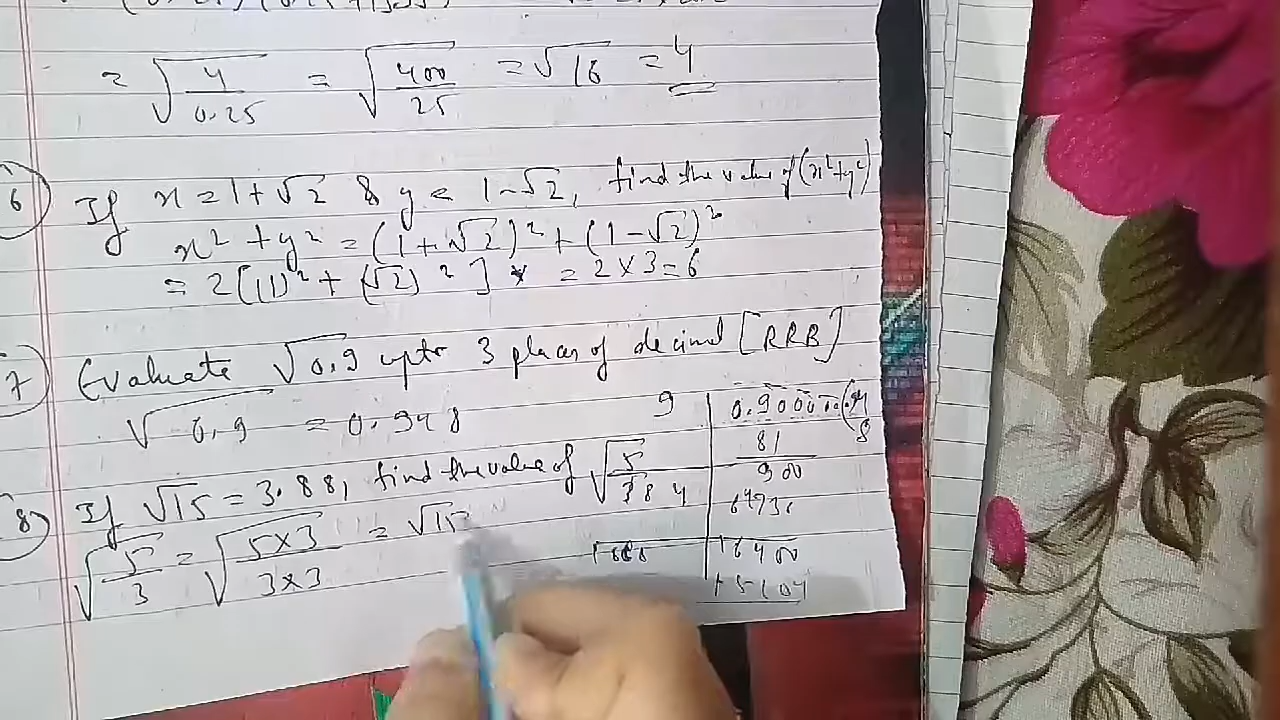 = √4/0.25 = √400/25 = √16 = 4
6) If x = 1+√2 & y = 1-√2, find the value of (x²+y²)
x² + y² = (1+√2)² + (1-√2)²
= 2[(1)² + (√2)²] = 2×3 = 6
7) Evaluate √0.9 upto 3 places of decimal [RRB]
√0.9 = 0.948
9 | 0.900000
81
900
8) If √15 = 3.88, find the value of √5/3
√5/3 = √5×3/3×3 = √15
16400